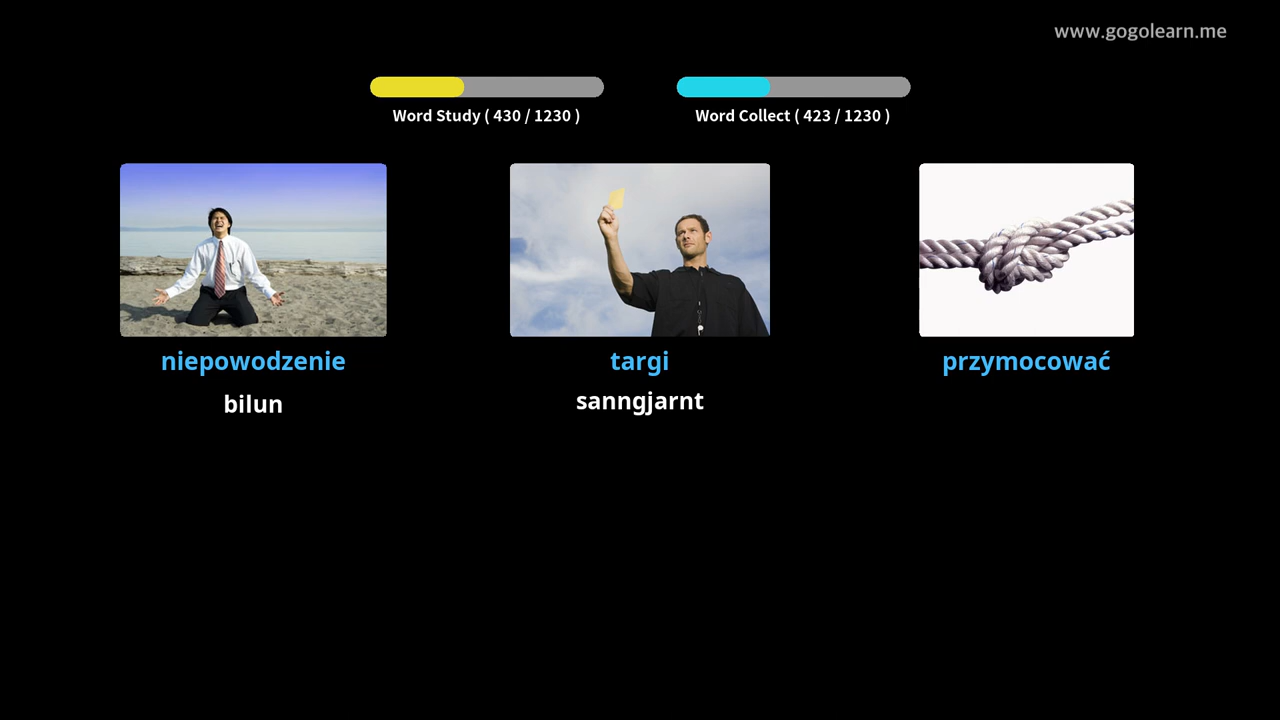 www.gogolearn.me
Word Study ( 430 / 1230 )
Word Collect ( 423 / 1230 )
niepowodzenie
targi
przymocować
bilun
sanngjarnt